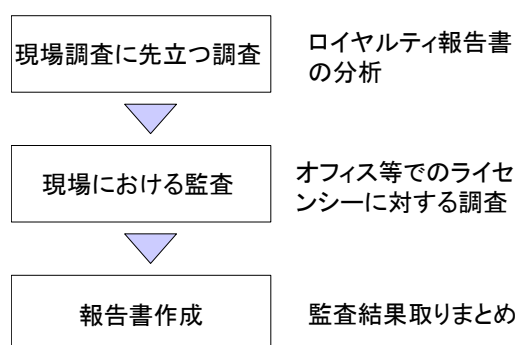 現場調査に先立つ調査
ロイヤルティ報告書
の分析
現場における監査
オフィス等でのライセ
ンシーに対する調査
報告書作成
監査結果取りまとめ